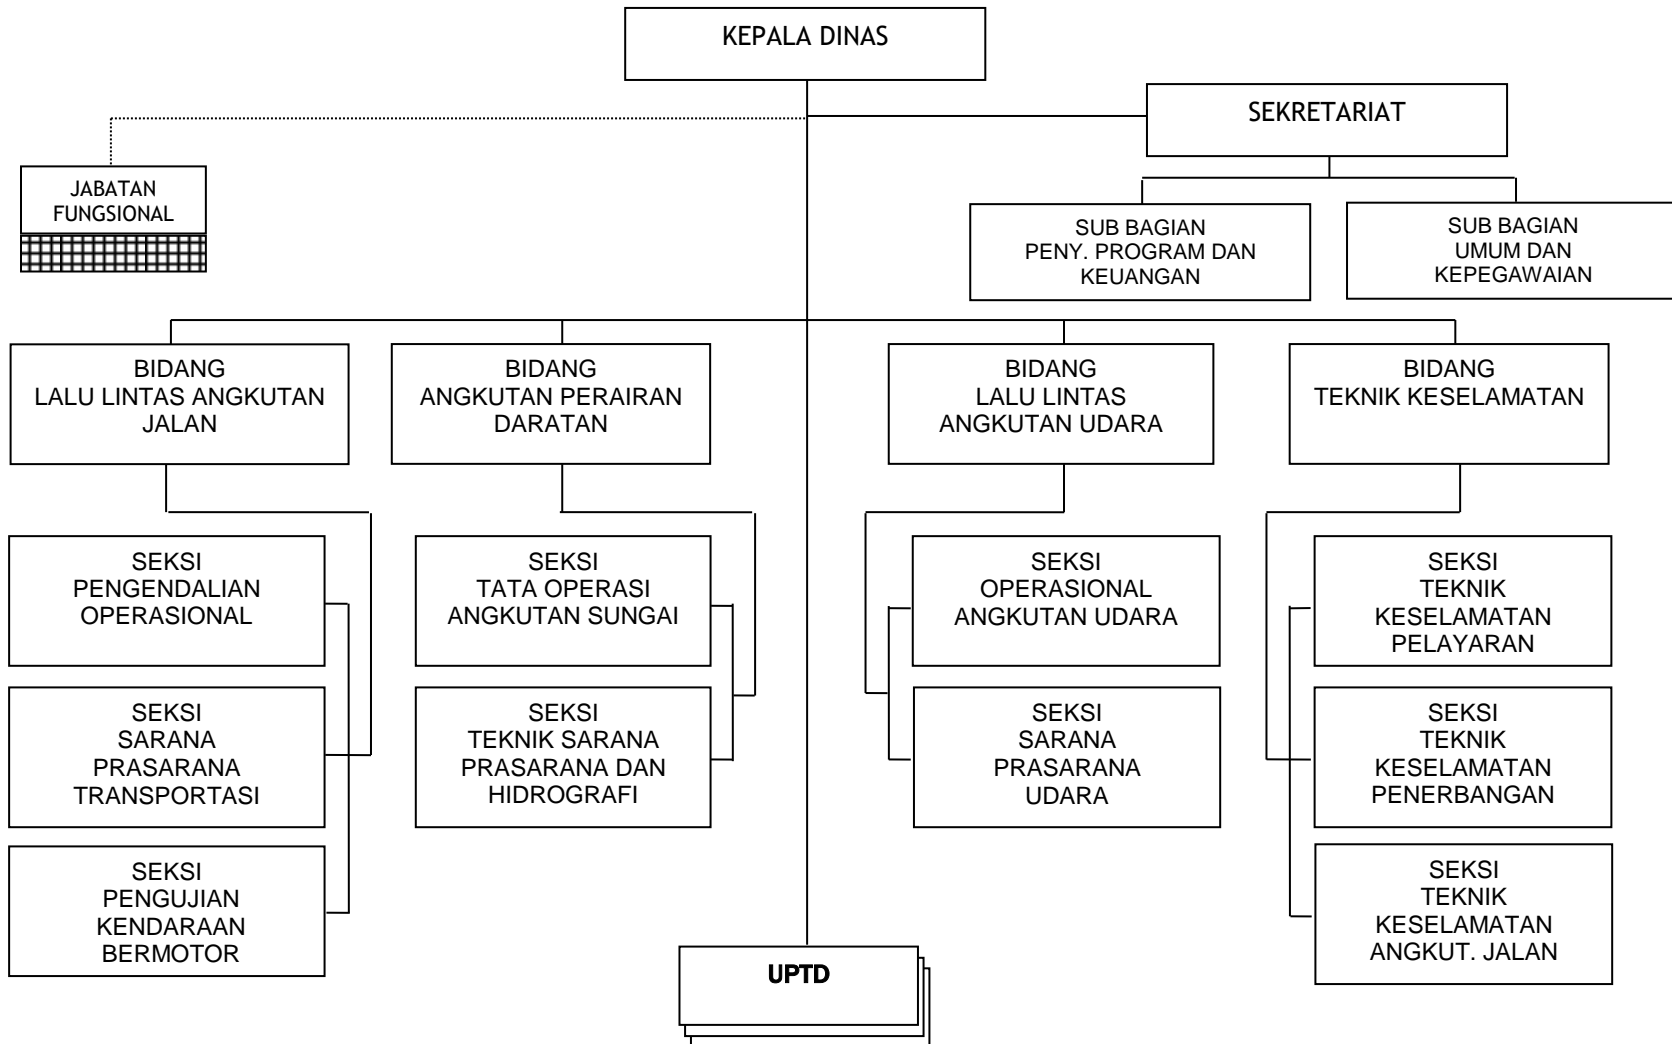 KEPALA DINAS
SEKRETARIAT
JABATAN
FUNGSIONAL
SUB BAGIAN
PENY. PROGRAM DAN
KEUANGAN
SUB BAGIAN
UMUM DAN
KEPEGAWAIAN
BIDANG
LALU LINTAS ANGKUTAN
JALAN
BIDANG
ANGKUTAN PERAIRAN
DARATAN
BIDANG
LALU LINTAS
ANGKUTAN UDARA
BIDANG
TEKNIK KESELAMATAN
SEKSI
PENGENDALIAN
OPERASIONAL
SEKSI
TATA OPERASI
ANGKUTAN SUNGAI
SEKSI
OPERASIONAL
ANGKUTAN UDARA
SEKSI
TEKNIK
KESELAMATAN
PELAYARAN
SEKSI
SARANA
PRASARANA
TRANSPORTASI
SEKSI
TEKNIK SARANA
PRASARANA DAN
HIDROGRAFI
SEKSI
SARANA
PRASARANA
UDARA
SEKSI
TEKNIK
KESELAMATAN
PENERBANGAN
SEKSI
PENGUJIAN
KENDARAAN
BERMOTOR
SEKSI
TEKNIK
KESELAMATAN
ANGKUT. JALAN
UPTD